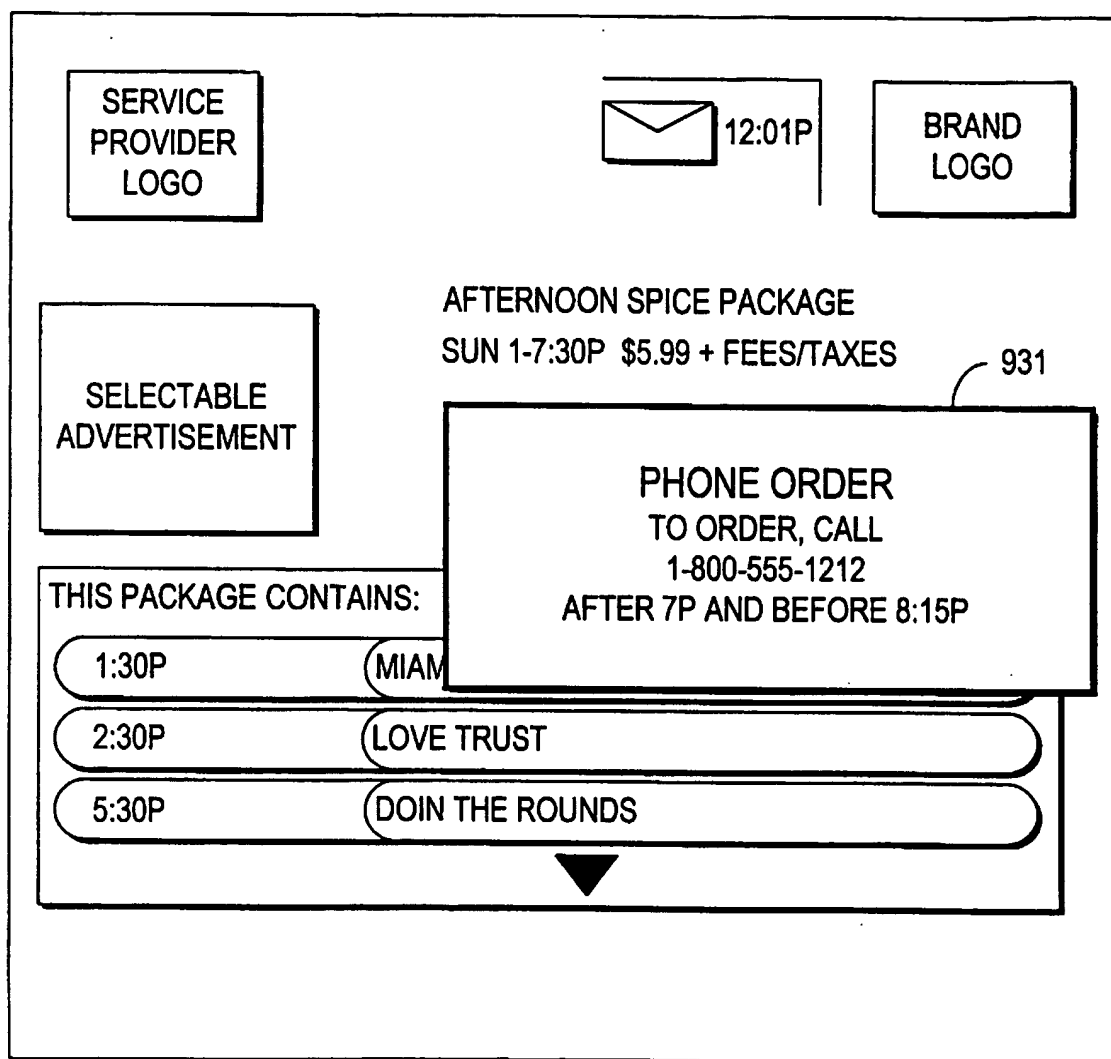 SERVICE
PROVIDER
LOGO
12:01P
BRAND
LOGO
AFTERNOON SPICE PACKAGE
SUN 1-7:30P $5.99 + FEES/TAXES
931
SELECTABLE
ADVERTISEMENT
PHONE ORDER
TO ORDER, CALL
1-800-555-1212
AFTER 7P AND BEFORE 8:15P
THIS PACKAGE CONTAINS:
1:30P MIAM
2:30P LOVE TRUST
5:30P DOIN THE ROUNDS